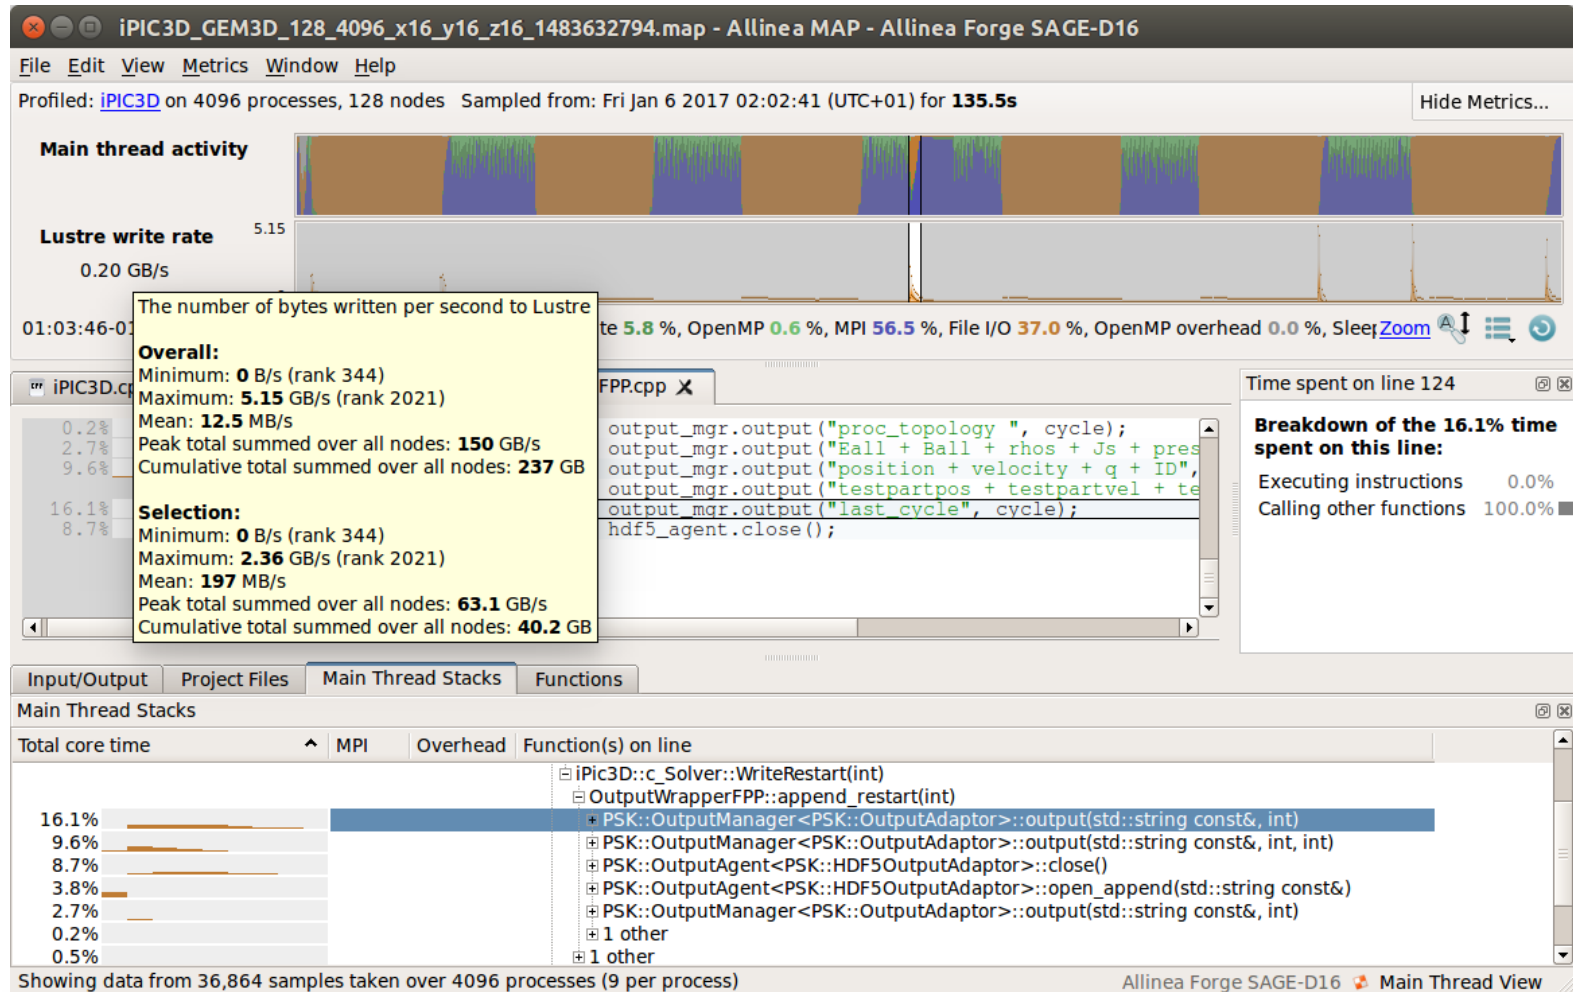 iPIC3D_GEM3D_128_4096_x16_y16_z16_1483632794.map - Allinea MAP - Allinea Forge SAGE-D16
File Edit View Metrics Window Help
Profiled: iPIC3D on 4096 processes, 128 nodes Sampled from: Fri Jan 6 2017 02:02:41 (UTC+01) for 135.5s
Hide Metrics...
Main thread activity
Lustre write rate
5.15
0.20 GB/s
The number of bytes written per second to Lustre
Overall:
Minimum: 0 B/s (rank 344)
Maximum: 5.15 GB/s (rank 2021)
Mean: 12.5 MB/s
Peak total summed over all nodes: 150 GB/s
Cumulative total summed over all nodes: 237 GB
Selection:
Minimum: 0 B/s (rank 344)
Maximum: 2.36 GB/s (rank 2021)
Mean: 197 MB/s
Peak total summed over all nodes: 63.1 GB/s
Cumulative total summed over all nodes: 40.2 GB
01:03:46-0
te 5.8 %, OpenMP 0.6 %, MPI 56.5 %, File I/O 37.0 %, OpenMP overhead 0.0 %, Sleep Zoom
iPIC3D.cp
FPP.cpp
0.2% output_mgr.output("proc_topology ", cycle);
2.7% output_mgr.output("Eall + Ball + rhos + Js + pres
9.6% output_mgr.output("position + velocity + q + ID",
output_mgr.output("testpartpos + testpartvel + te
16.1% output_mgr.output("last_cycle", cycle);
8.7% hdf5_agent.close();
Time spent on line 124
Breakdown of the 16.1% time
spent on this line:
Executing instructions 0.0%
Calling other functions 100.0%
Input/Output Project Files Main Thread Stacks Functions
Main Thread Stacks
Total core time MPI Overhead Function(s) on line
iPic3D::c_Solver::WriteRestart(int)
OutputWrapperFPP::append_restart(int)
16.1% PSK::OutputManager<PSK::OutputAdaptor>::output(std::string const&, int)
9.6% PSK::OutputManager<PSK::OutputAdaptor>::output(std::string const&, int, int)
8.7% PSK::OutputAgent<PSK::HDF5OutputAdaptor>::close()
3.8% PSK::OutputAgent<PSK::HDF5OutputAdaptor>::open_append(std::string const&)
2.7% PSK::OutputManager<PSK::OutputAdaptor>::output(std::string const&, int)
0.2% 1 other
0.5% 1 other
Showing data from 36,864 samples taken over 4096 processes (9 per process)
Allinea Forge SAGE-D16 Main Thread View